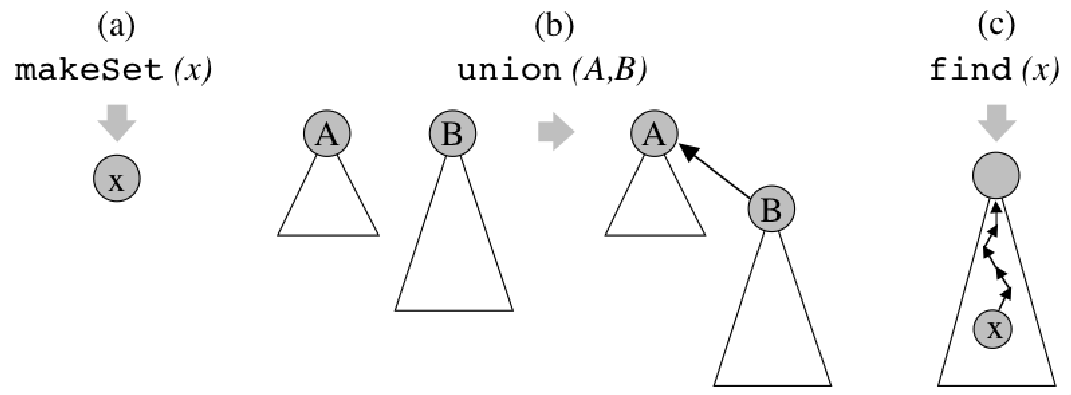 (a)
makeSet (x)
x
(b)
union (A,B)
A B A
B
(c)
find (x)
x